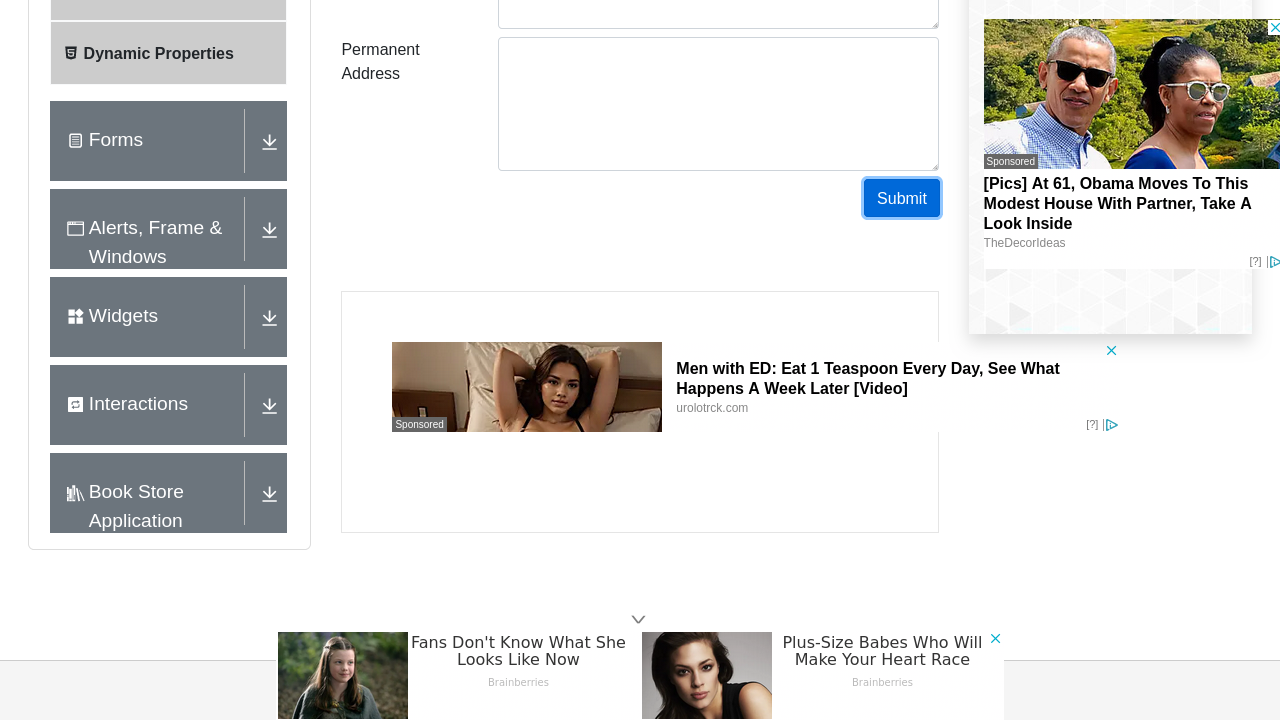 Dynamic Properties
Forms
Alerts, Frame &
Windows
Widgets
Interactions
Book Store
Application
Permanent
Address
Submit
Sponsored
[Pics] At 61, Obama Moves To This
Modest House With Partner, Take A
Look Inside
TheDecorIdeas
[?]
Sponsored
Men with ED: Eat 1 Teaspoon Every Day, See What
Happens A Week Later [Video]
urolotrck.com
[?]
Fans Don't Know What She
Looks Like Now
Brainberries
Plus-Size Babes Who Will
Make Your Heart Race
Brainberries